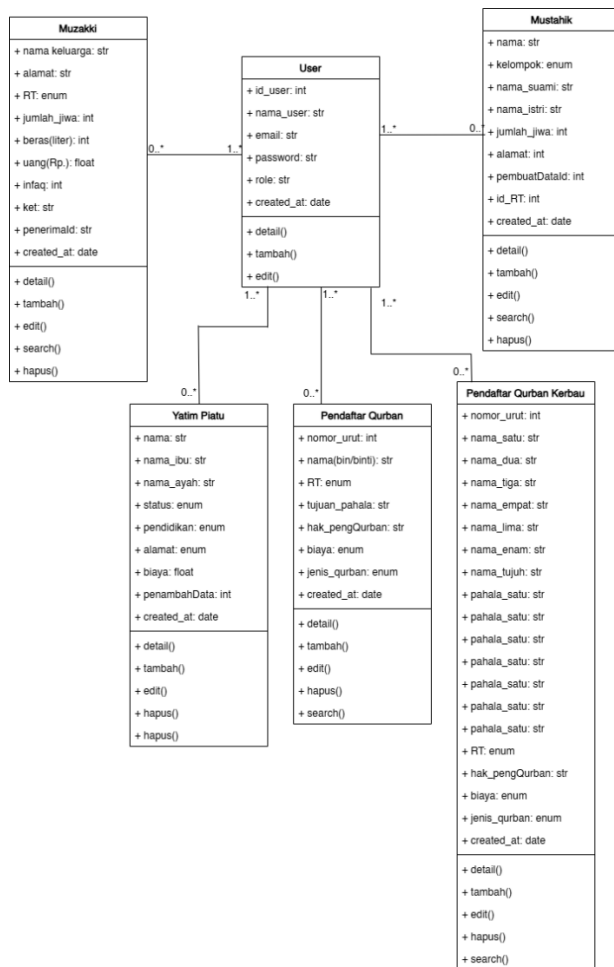 Muzakki
+ nama keluarga: str
+ alamat: str
+ RT: enum
+ jumlah_jiwa: int
+ beras(liter): int
+ uang(Rp.): float
+ infaq: int
+ ket: str
+ penerimaId: str
+ created_at: date
+ detail()
+ tambah()
+ edit()
+ search()
+ hapus()
0..*
1..*
User
+ id_user: int
+ nama_user: str
+ email: str
+ password: str
+ role: str
+ created_at: date
+ detail()
+ tambah()
+ edit()
1..*
0..*
Mustahik
+ nama: str
+ kelompok: enum
+ nama_suami: str
+ nama_istri: str
+ jumlah_jiwa: int
+ alamat: int
+ pembuatDataId: int
+ id_RT: int
+ created_at: date
+ detail()
+ tambah()
+ edit()
+ search()
+ hapus()
1..*
1..*
1..*
0..*
0..*
0..*
Yatim Piatu
+ nama: str
+ nama_ibu: str
+ nama_ayah: str
+ status: enum
+ pendidikan: enum
+ alamat: enum
+ biaya: float
+ penambahData: int
+ created_at: date
+ detail()
+ tambah()
+ edit()
+ hapus()
+ hapus()
Pendaftar Qurban
+ nomor_urut: int
+ nama(bin/binti): str
+ RT: enum
+ tujuan_pahala: str
+ hak_pengQurban: str
+ biaya: enum
+ jenis_qurban: enum
+ created_at: date
+ detail()
+ tambah()
+ edit()
+ hapus()
+ search()
Pendaftar Qurban Kerbau
+ nomor_urut: int
+ nama_satu: str
+ nama_dua: str
+ nama_tiga: str
+ nama_empat: str
+ nama_lima: str
+ nama_enam: str
+ nama_tujuh: str
+ pahala_satu: str
+ pahala_satu: str
+ pahala_satu: str
+ pahala_satu: str
+ pahala_satu: str
+ pahala_satu: str
+ pahala_satu: str
+ RT: enum
+ hak_pengQurban: str
+ biaya: enum
+ jenis_qurban: enum
+ created_at: date
+ detail()
+ tambah()
+ edit()
+ hapus()
+ search()